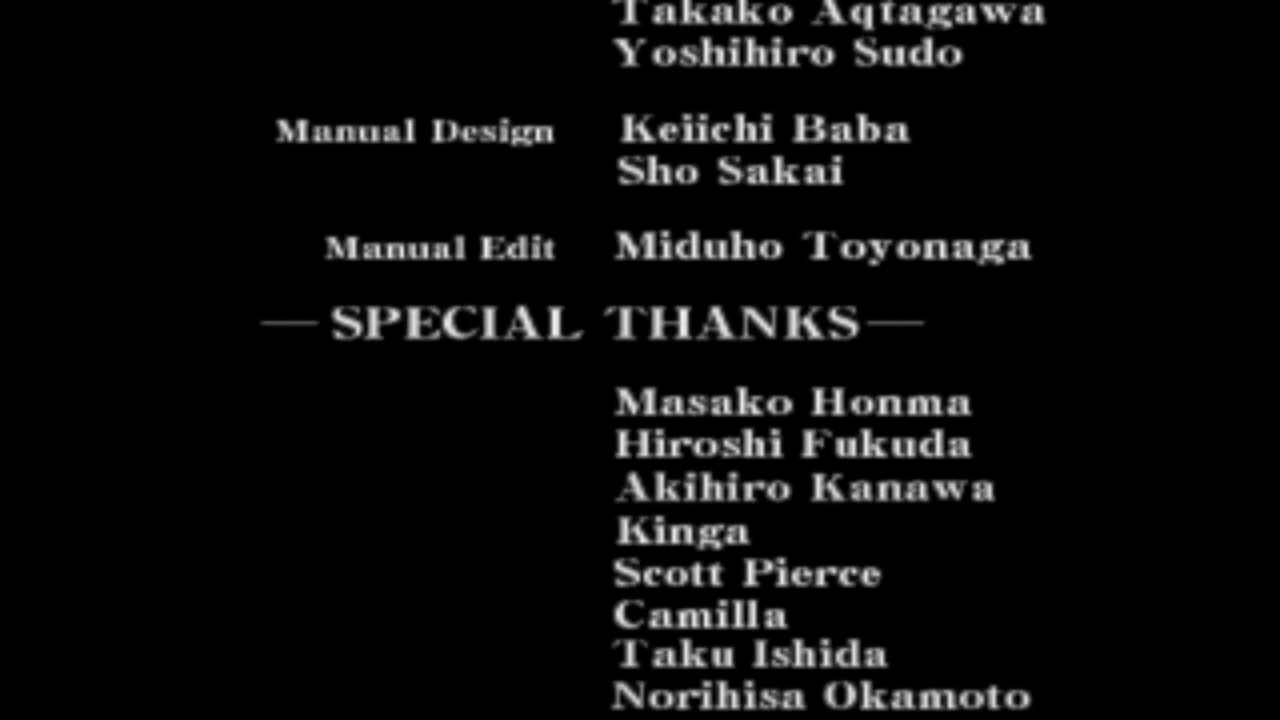 Takako Aqtagawa
Yoshihiro Sudo
Manual Design Keiichi Baba
Sho Sakai
Manual Edit Miduho Toyonaga
—SPECIAL THANKS—
Masako Honma
Hiroshi Fukuda
Akihiro Kanawa
Kinga
Scott Pierce
Camilla
Taku Ishida
Norihisa Okamoto